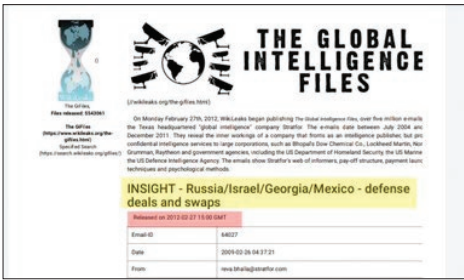 THE GLOBAL
INTELLIGENCE
FILES
The GiFiles,
Files released: 5543061
The GiFiles
(https://www.wikileaks.org/the-
gifiles.html)
Specified Search
(https://search.wikileaks.org/gifiles/)
(/wikileaks.org/the-gifiles.html)
On Monday February 27th, 2012, WikiLeaks began publishing The Global Intelligence Files, over five million e-mails
the Texas headquartered "global intelligence" company Stratfor. The e-mails date between July 2004 and
December 2011. They reveal the inner workings of a company that fronts as an intelligence publisher, but pro
confidential intelligence services to large corporations, such as Bhopal's Dow Chemical Co., Lockheed Martin, Nor
Grumman, Raytheon and government agencies, including the US Department of Homeland Security, the US Marine
the US Defence Intelligence Agency. The emails show Stratfor's web of informers, pay-off structure, payment laun
techniques and psychological methods.
INSIGHT - Russia/Israel/Georgia/Mexico - defense
deals and swaps
Released on 2012-02-27 15:00 GMT
Email-ID 64027
Date 2009-02-26 04:37:21
From reva.bhalla@stratfor.com